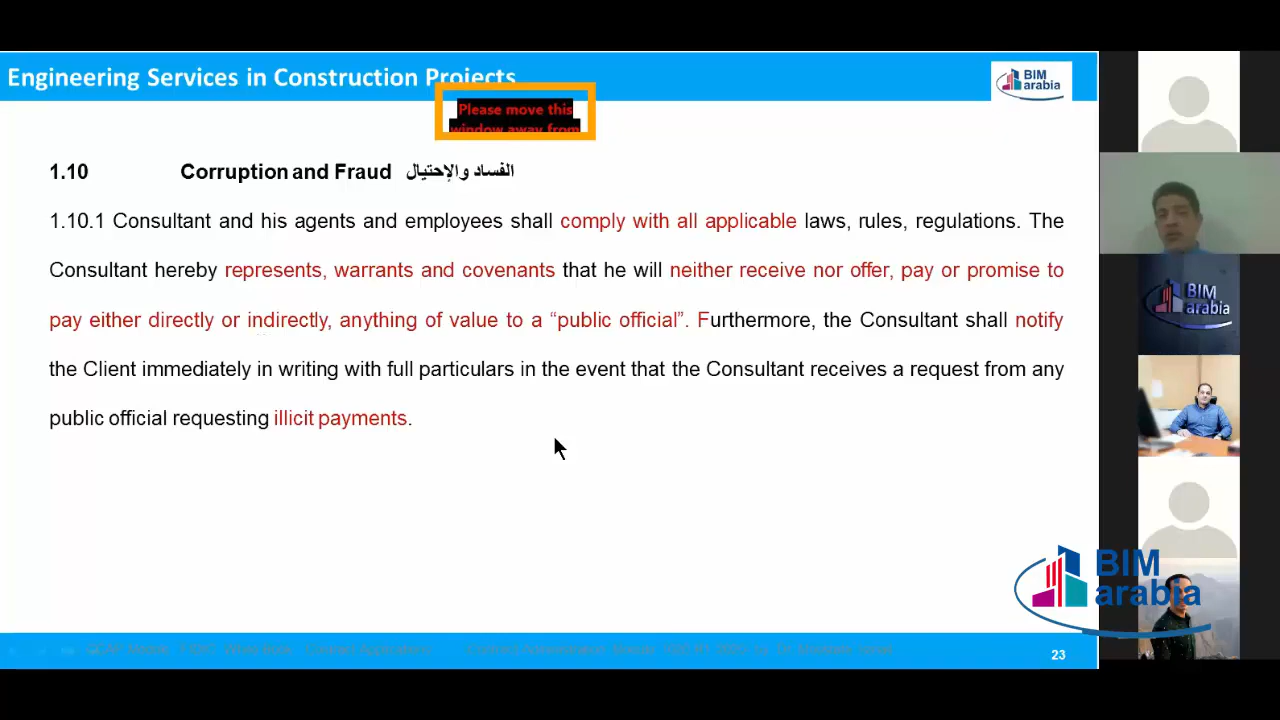 Engineering Services in Construction Projects
BIM
arabia
Please move this
window away from
1.10 Corruption and Fraud الفساد والإحتيال
1.10.1 Consultant and his agents and employees shall comply with all applicable laws, rules, regulations. The
Consultant hereby represents, warrants and covenants that he will neither receive nor offer, pay or promise to
pay either directly or indirectly, anything of value to a “public official”. Furthermore, the Consultant shall notify
the Client immediately in writing with full particulars in the event that the Consultant receives a request from any
public official requesting illicit payments.
BIM
arabia
BIM
arabia
23